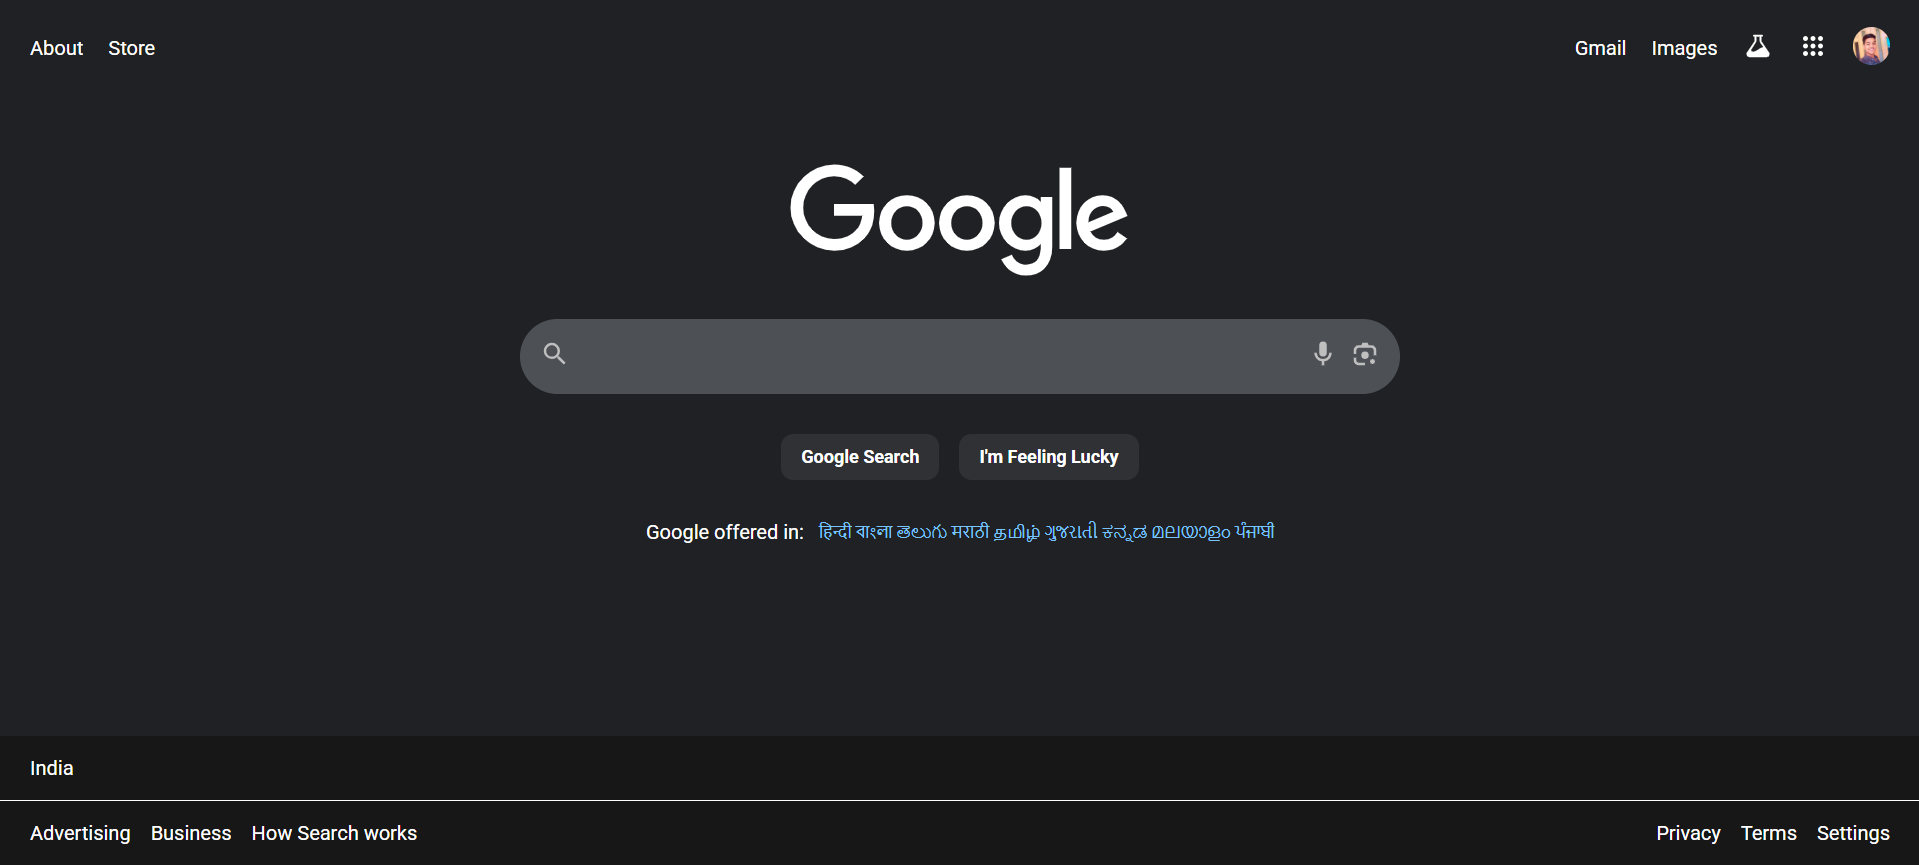 About Store
Gmail Images
Google
Google Search I'm Feeling Lucky
Google offered in: हिन्दी বাংলা తెలుగు मराठी தமிழ் ગુજરાતી ಕನ್ನಡ മലയാളം ਪੰਜਾਬੀ
India
Advertising Business How Search works
Privacy Terms Settings